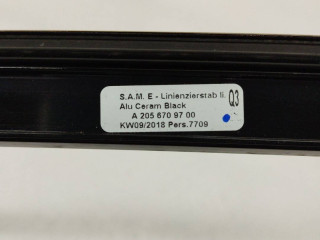 S.A.M. E - Linienzierstab li.
Q3
Alu Ceram Black
A 205 670 97 00
KW09/2018 Pers.7709